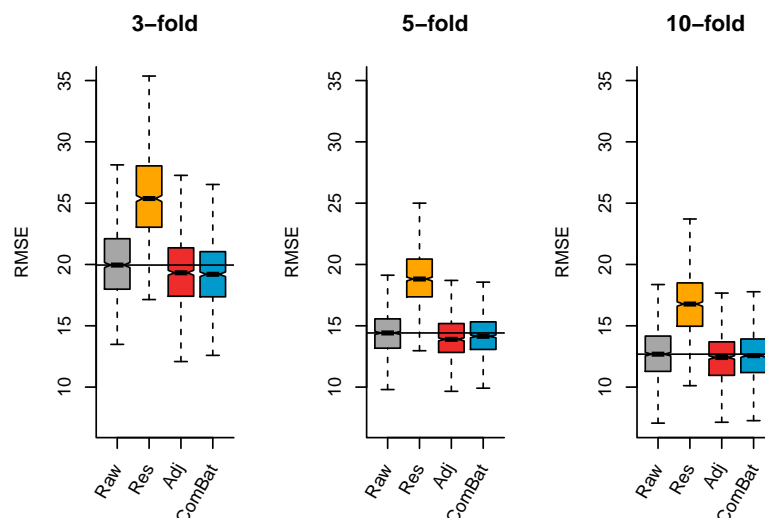 3−fold
RMSE
35
30
25
20
15
10
Raw
Res
Adj
ComBat
5−fold
RMSE
35
30
25
20
15
10
Raw
Res
Adj
ComBat
10−fold
RMSE
35
30
25
20
15
10
Raw
Res
Adj
ComBat